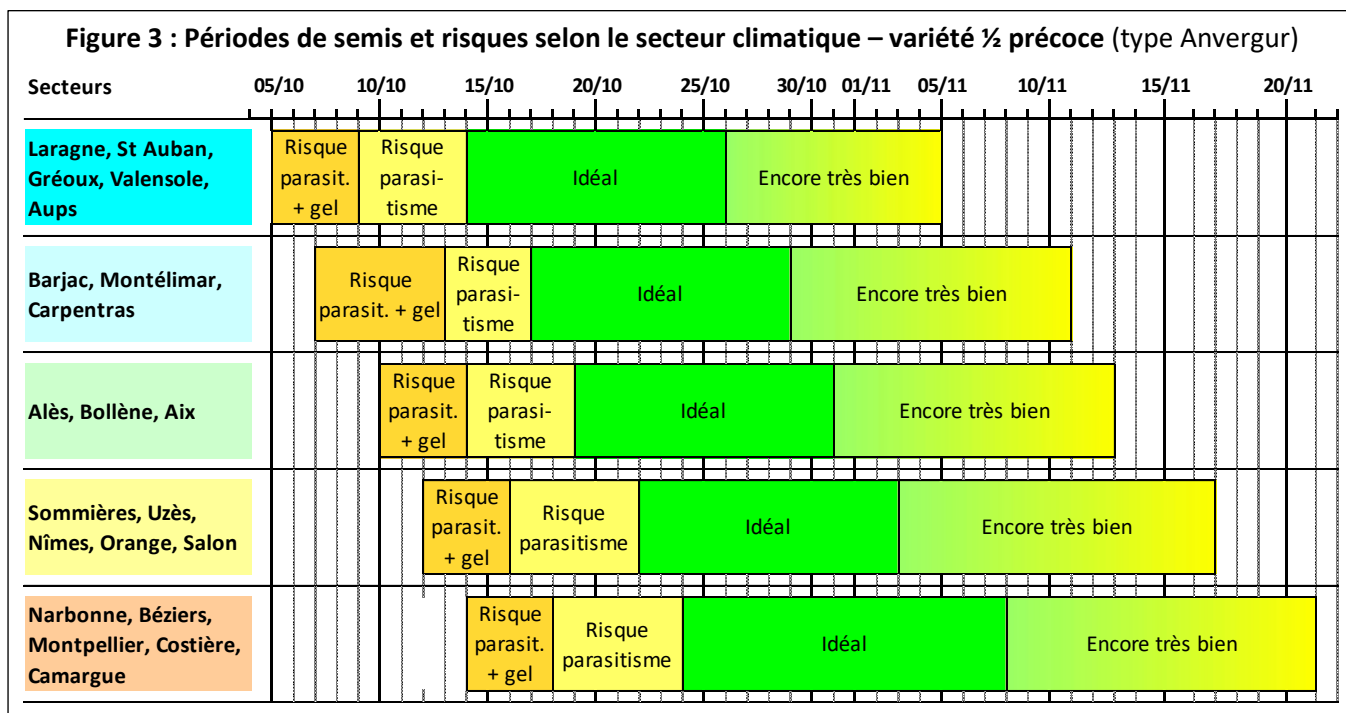 Figure 3 : Périodes de semis et risques selon le secteur climatique – variété ½ précoce (type Anvergur)
Secteurs
05/10 10/10 15/10 20/10 25/10 30/10 01/11 05/11 10/11 15/11 20/11
Laragne, St Auban,
Gréoux, Valensole,
Aups
Risque
parasit.
+ gel
Risque
parasi-
tisme
Idéal
Encore très bien
Barjac, Montélimar,
Carpentras
Risque
parasit. + gel
Risque
parasi-
tisme
Idéal
Encore très bien
Alès, Bollène, Aix
Risque
parasit.
+ gel
Risque
parasi-
tisme
Idéal
Encore très bien
Sommières, Uzès,
Nîmes, Orange, Salon
Risque
parasit.
+ gel
Risque
parasitisme
Idéal
Encore très bien
Narbonne, Béziers,
Montpellier, Costière,
Camargue
Risque
parasit.
+ gel
Risque
parasitisme
Idéal
Encore très bien